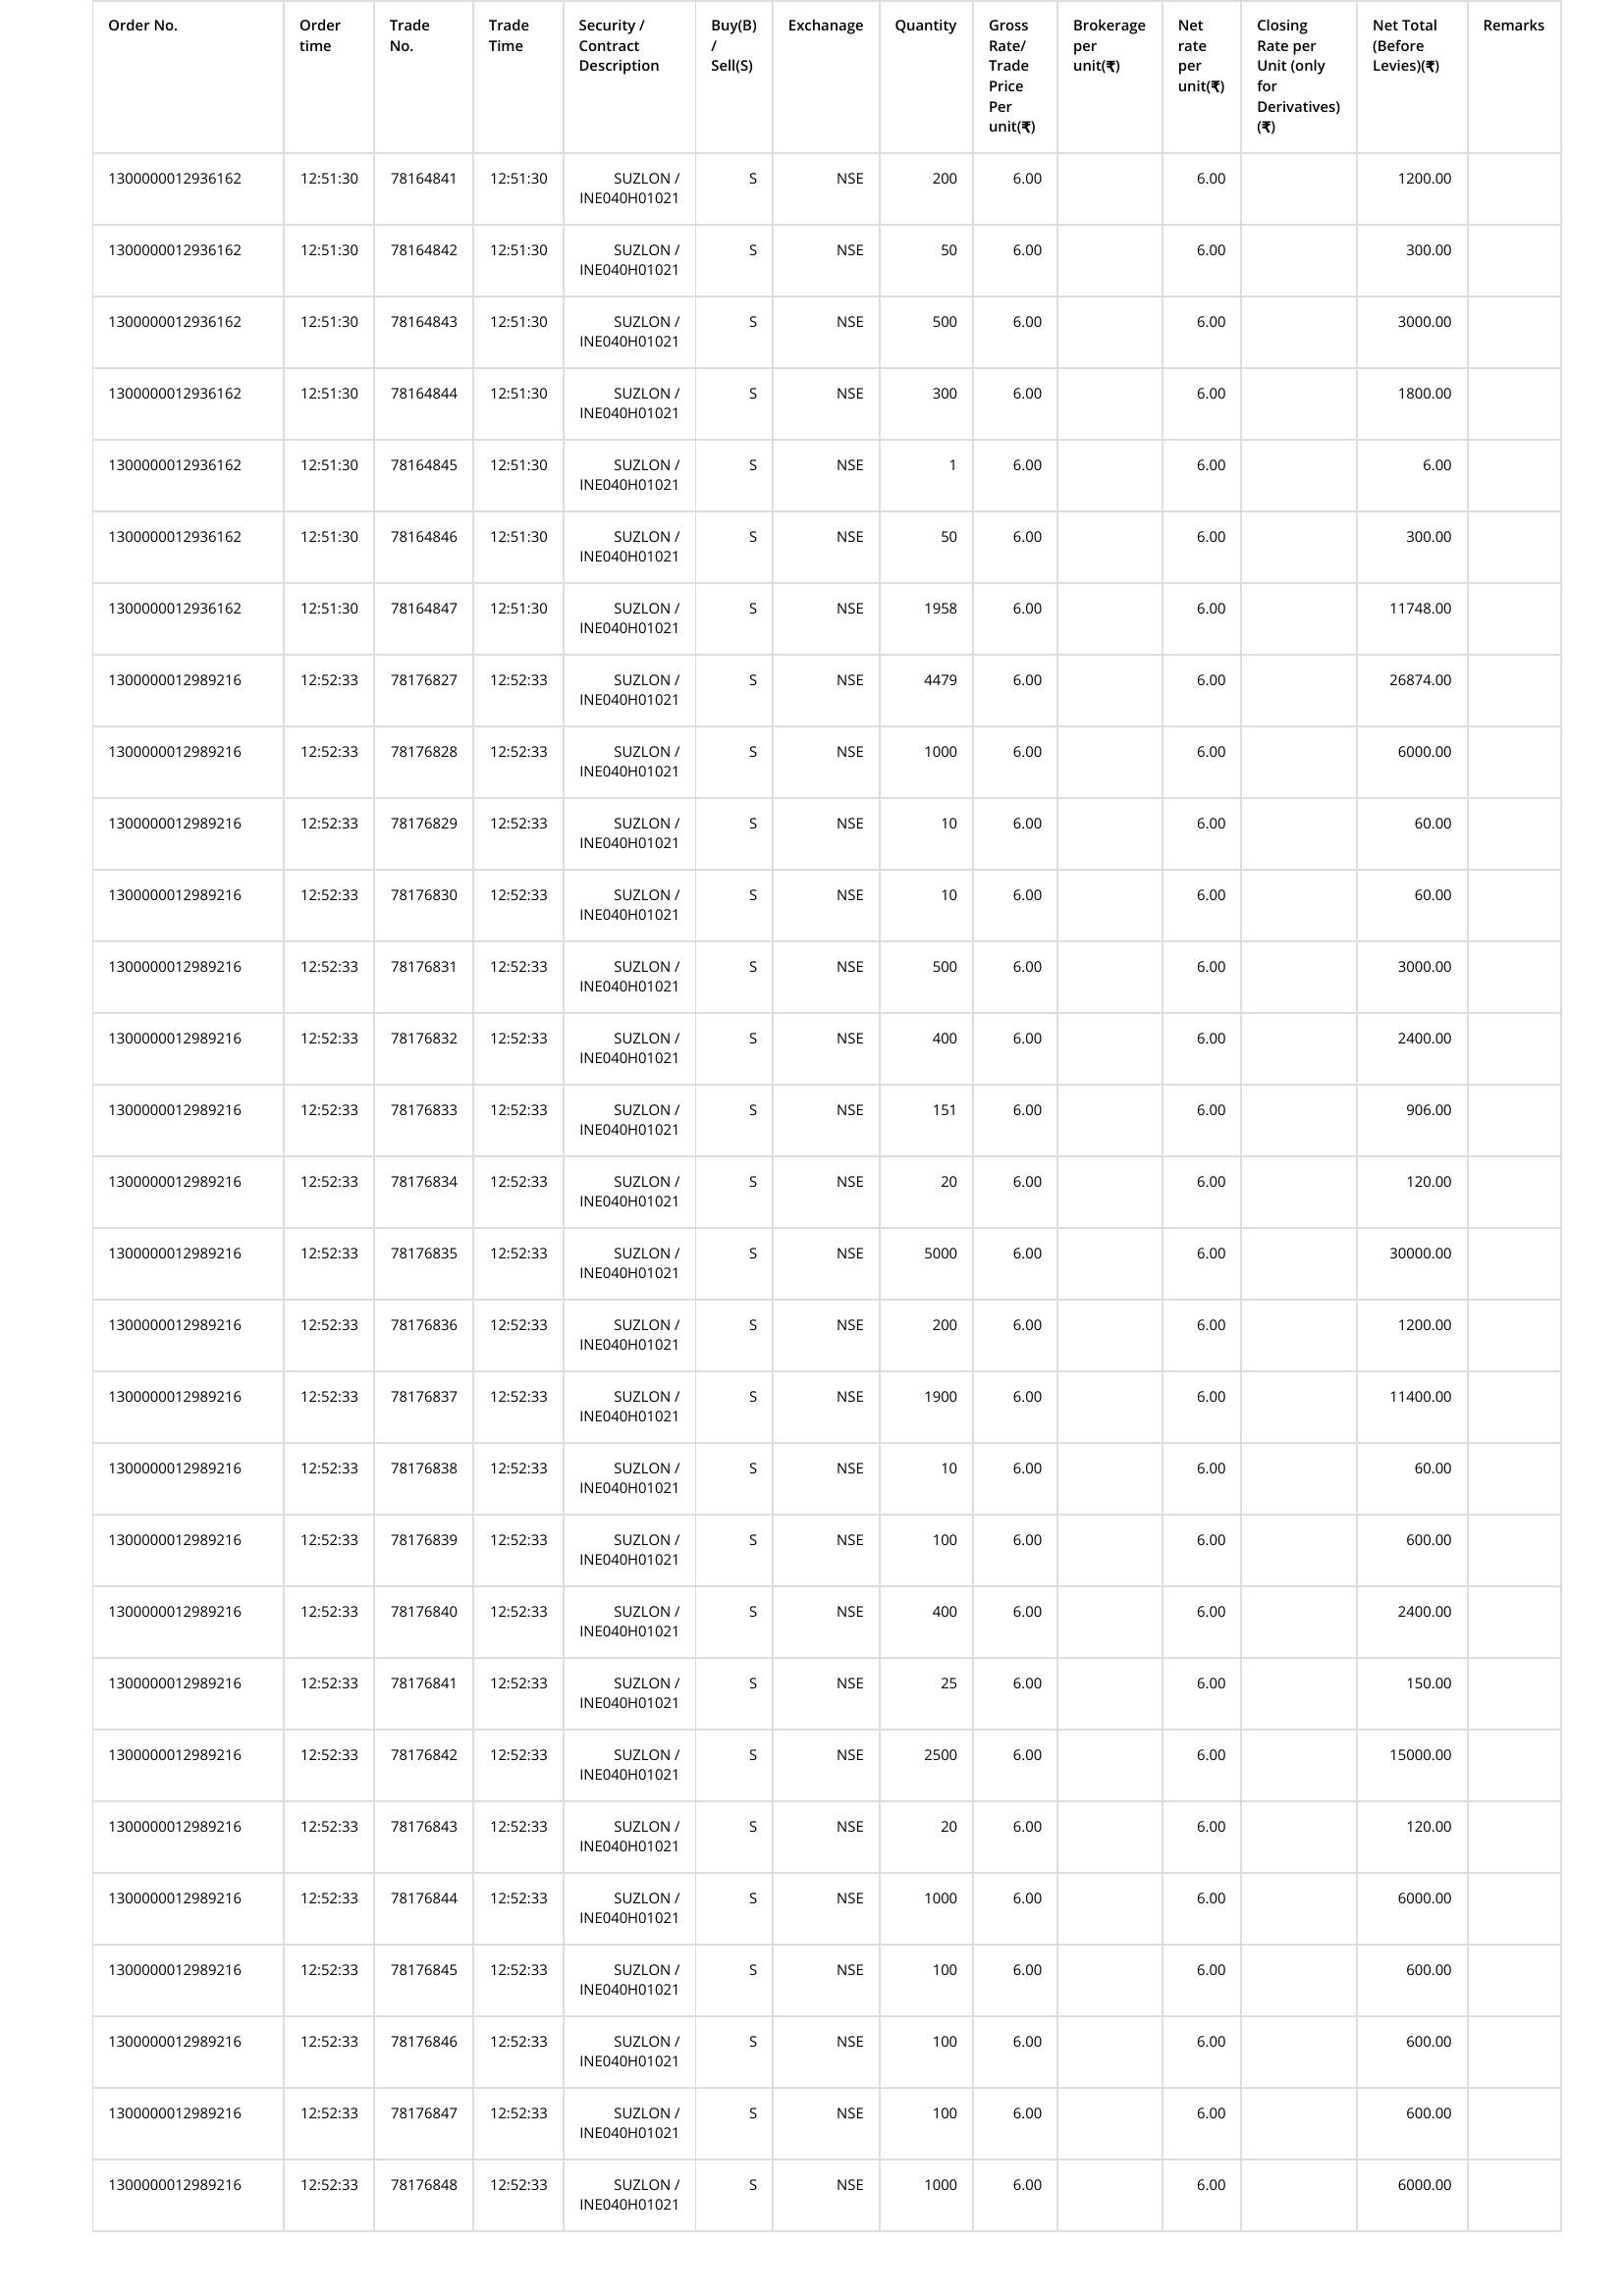 Order No. Order time Trade No. Trade Time Security / Contract Description Buy(B) / Sell(S) Exchanage Quantity Gross Rate/ Trade Price Per unit(₹) Brokerage per unit(₹) Net rate per unit(₹) Closing Rate per Unit (only for Derivatives) (₹) Net Total (Before Levies)(₹) Remarks
1300000012936162 12:51:30 78164841 12:51:30 SUZLON / INE040H01021 S NSE 200 6.00 6.00 1200.00
1300000012936162 12:51:30 78164842 12:51:30 SUZLON / INE040H01021 S NSE 50 6.00 6.00 300.00
1300000012936162 12:51:30 78164843 12:51:30 SUZLON / INE040H01021 S NSE 500 6.00 6.00 3000.00
1300000012936162 12:51:30 78164844 12:51:30 SUZLON / INE040H01021 S NSE 300 6.00 6.00 1800.00
1300000012936162 12:51:30 78164845 12:51:30 SUZLON / INE040H01021 S NSE 1 6.00 6.00 6.00
1300000012936162 12:51:30 78164846 12:51:30 SUZLON / INE040H01021 S NSE 50 6.00 6.00 300.00
1300000012936162 12:51:30 78164847 12:51:30 SUZLON / INE040H01021 S NSE 1958 6.00 6.00 11748.00
1300000012989216 12:52:33 78176827 12:52:33 SUZLON / INE040H01021 S NSE 4479 6.00 6.00 26874.00
1300000012989216 12:52:33 78176828 12:52:33 SUZLON / INE040H01021 S NSE 1000 6.00 6.00 6000.00
1300000012989216 12:52:33 78176829 12:52:33 SUZLON / INE040H01021 S NSE 10 6.00 6.00 60.00
1300000012989216 12:52:33 78176830 12:52:33 SUZLON / INE040H01021 S NSE 10 6.00 6.00 60.00
1300000012989216 12:52:33 78176831 12:52:33 SUZLON / INE040H01021 S NSE 500 6.00 6.00 3000.00
1300000012989216 12:52:33 78176832 12:52:33 SUZLON / INE040H01021 S NSE 400 6.00 6.00 2400.00
1300000012989216 12:52:33 78176833 12:52:33 SUZLON / INE040H01021 S NSE 151 6.00 6.00 906.00
1300000012989216 12:52:33 78176834 12:52:33 SUZLON / INE040H01021 S NSE 20 6.00 6.00 120.00
1300000012989216 12:52:33 78176835 12:52:33 SUZLON / INE040H01021 S NSE 5000 6.00 6.00 30000.00
1300000012989216 12:52:33 78176836 12:52:33 SUZLON / INE040H01021 S NSE 200 6.00 6.00 1200.00
1300000012989216 12:52:33 78176837 12:52:33 SUZLON / INE040H01021 S NSE 1900 6.00 6.00 11400.00
1300000012989216 12:52:33 78176838 12:52:33 SUZLON / INE040H01021 S NSE 10 6.00 6.00 60.00
1300000012989216 12:52:33 78176839 12:52:33 SUZLON / INE040H01021 S NSE 100 6.00 6.00 600.00
1300000012989216 12:52:33 78176840 12:52:33 SUZLON / INE040H01021 S NSE 400 6.00 6.00 2400.00
1300000012989216 12:52:33 78176841 12:52:33 SUZLON / INE040H01021 S NSE 25 6.00 6.00 150.00
1300000012989216 12:52:33 78176842 12:52:33 SUZLON / INE040H01021 S NSE 2500 6.00 6.00 15000.00
1300000012989216 12:52:33 78176843 12:52:33 SUZLON / INE040H01021 S NSE 20 6.00 6.00 120.00
1300000012989216 12:52:33 78176844 12:52:33 SUZLON / INE040H01021 S NSE 1000 6.00 6.00 6000.00
1300000012989216 12:52:33 78176845 12:52:33 SUZLON / INE040H01021 S NSE 100 6.00 6.00 600.00
1300000012989216 12:52:33 78176846 12:52:33 SUZLON / INE040H01021 S NSE 100 6.00 6.00 600.00
1300000012989216 12:52:33 78176847 12:52:33 SUZLON / INE040H01021 S NSE 100 6.00 6.00 600.00
1300000012989216 12:52:33 78176848 12:52:33 SUZLON / INE040H01021 S NSE 1000 6.00 6.00 6000.00